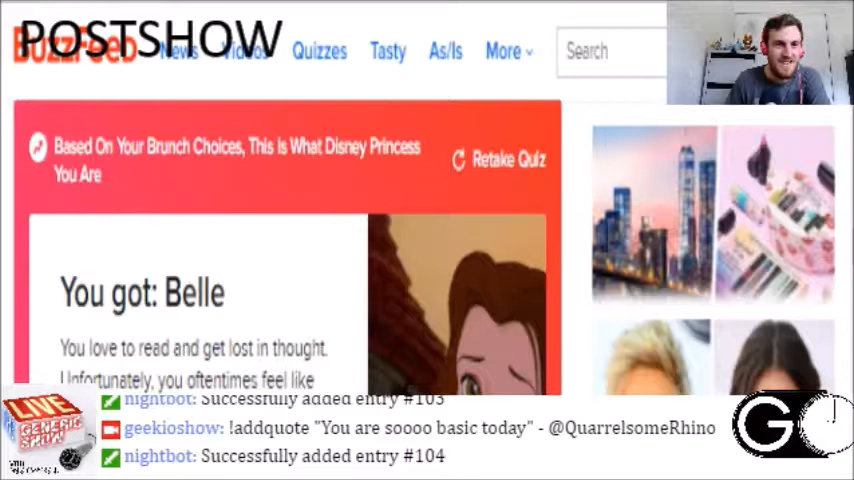 POSTSHOW
BuzzFeed News Videos Quizzes Tasty As/Is More Search
Based On Your Brunch Choices, This Is What Disney Princess
You Are
Retake Quiz
You got: Belle
You love to read and get lost in thought.
Unfortunately, you oftentimes feel like
nightbot: Successfully added entry #103
geekioshow: !addquote "You are soooo basic today" - @QuarrelsomeRhino
nightbot: Successfully added entry #104
LIVE
GENERIC
SHOW
G